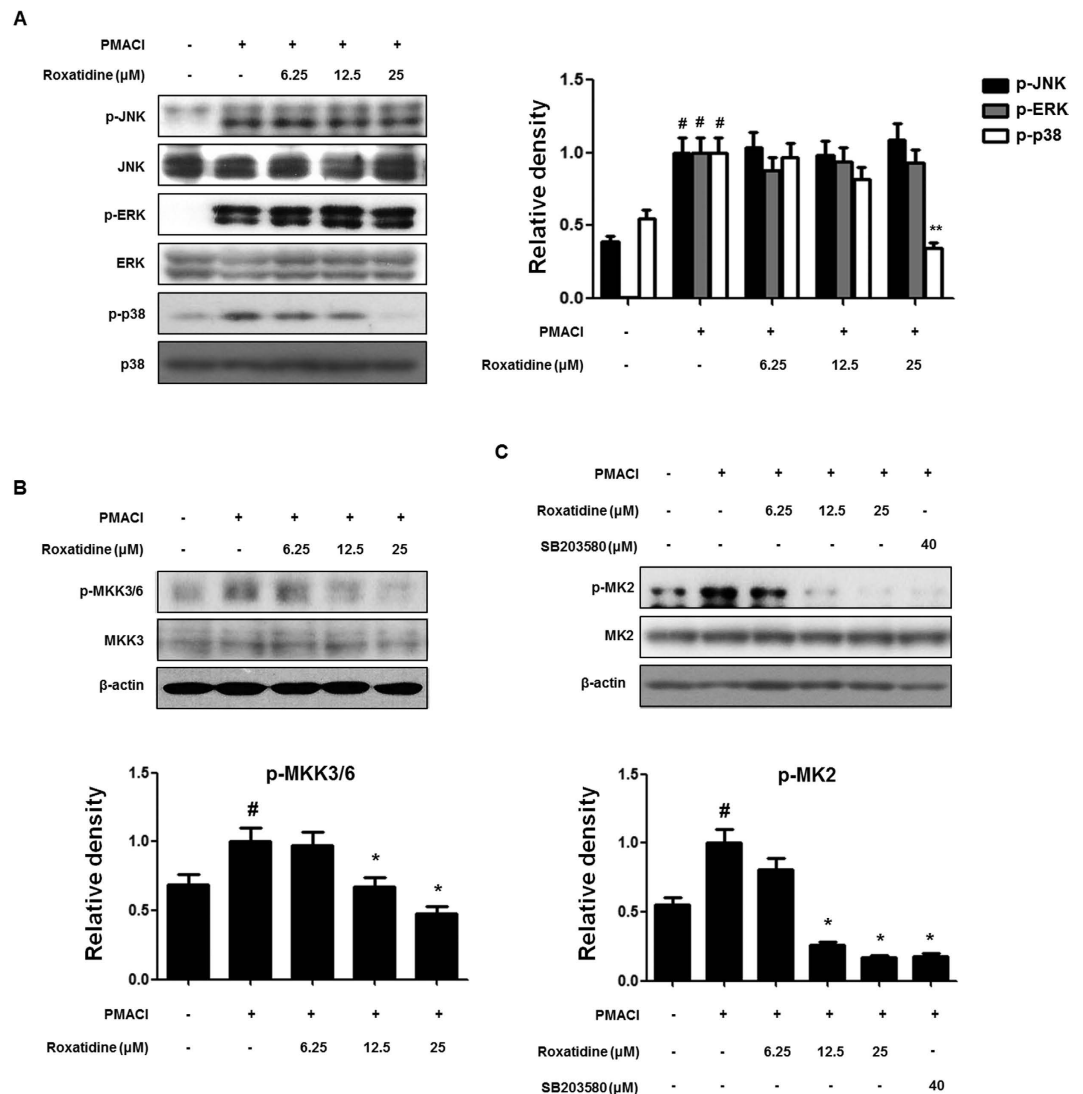 A
PMACI - + + + +
Roxatidine (µM) - - 6.25 12.5 25
p-JNK
JNK
p-ERK
ERK
p-p38
p38
1.5
1.0
0.5
0.0
Relative density
# # #
**
p-JNK
p-ERK
p-p38
PMACI - + + + +
Roxatidine (µM) - - 6.25 12.5 25
B
PMACI - + + + +
Roxatidine (µM) - - 6.25 12.5 25
p-MKK3/6
MKK3
β-actin
p-MKK3/6
1.5
1.0
0.5
0.0
Relative density
#
*
*
PMACI - + + + +
Roxatidine (µM) - - 6.25 12.5 25
C
PMACI - + + + + +
Roxatidine (µM) - - 6.25 12.5 25 -
SB203580 (µM) - - - - - 40
p-MK2
MK2
β-actin
p-MK2
1.5
1.0
0.5
0.0
Relative density
#
* * *
PMACI - + + + + +
Roxatidine (µM) - - 6.25 12.5 25 -
SB203580 (µM) - - - - - 40